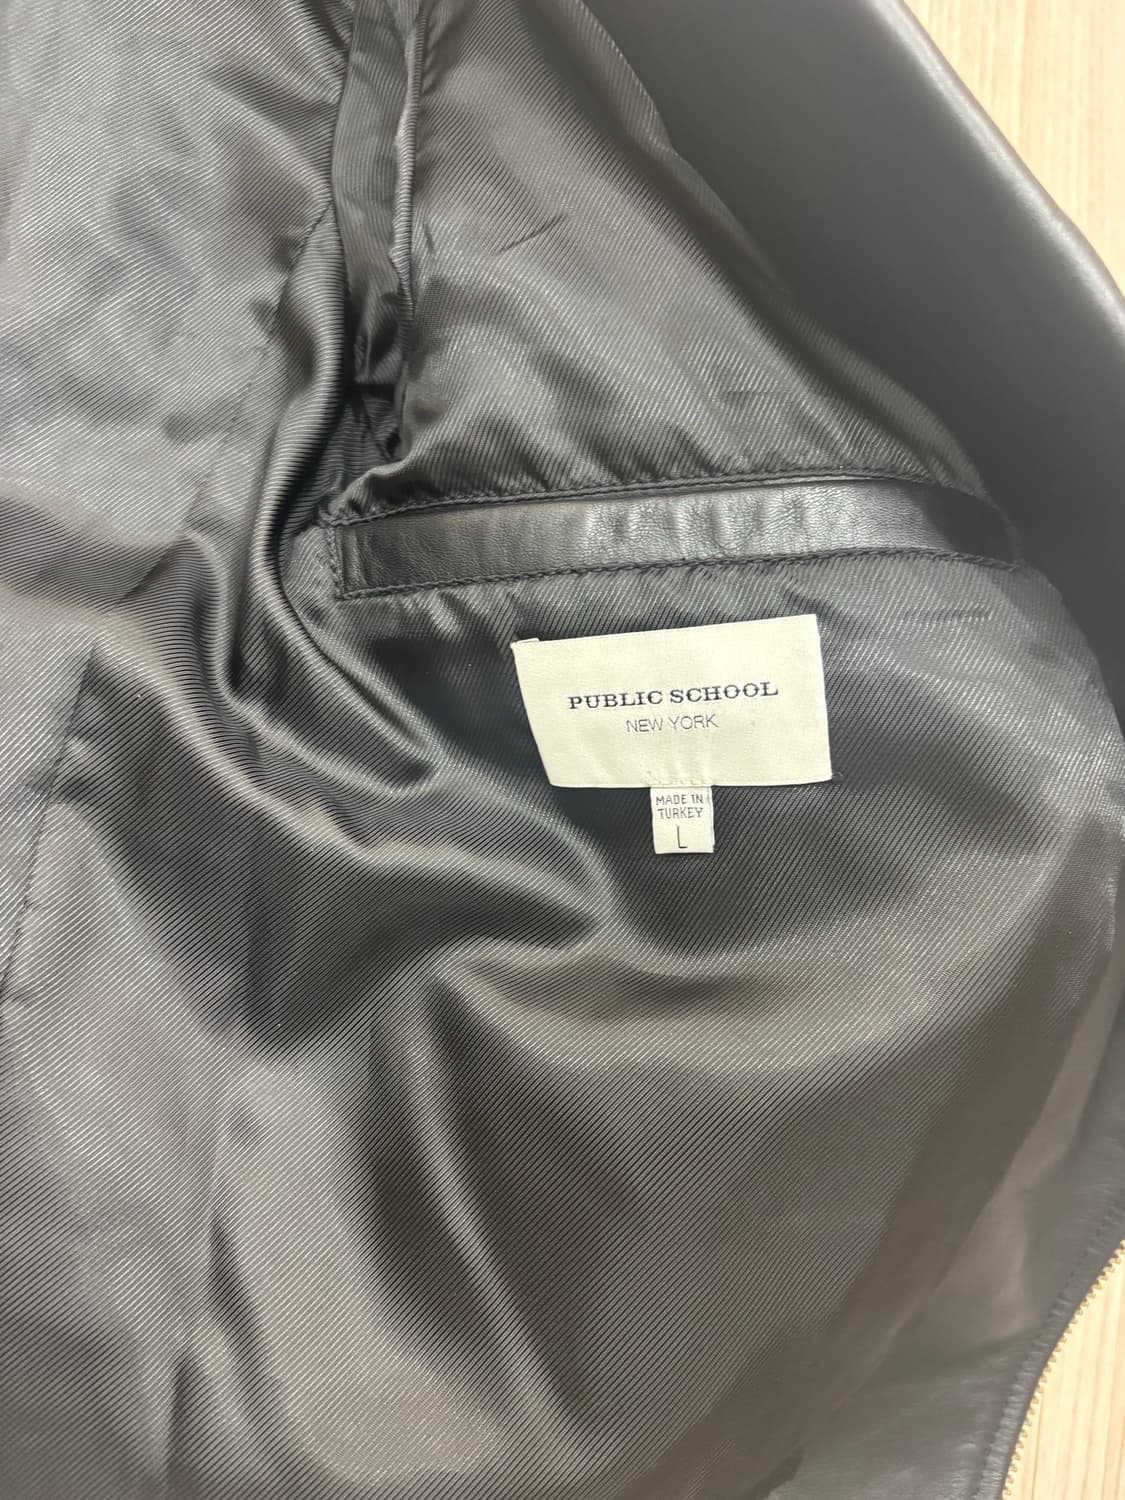 PUBLIC SCHOOL
NEW YORK
MADE IN
TURKEY
L